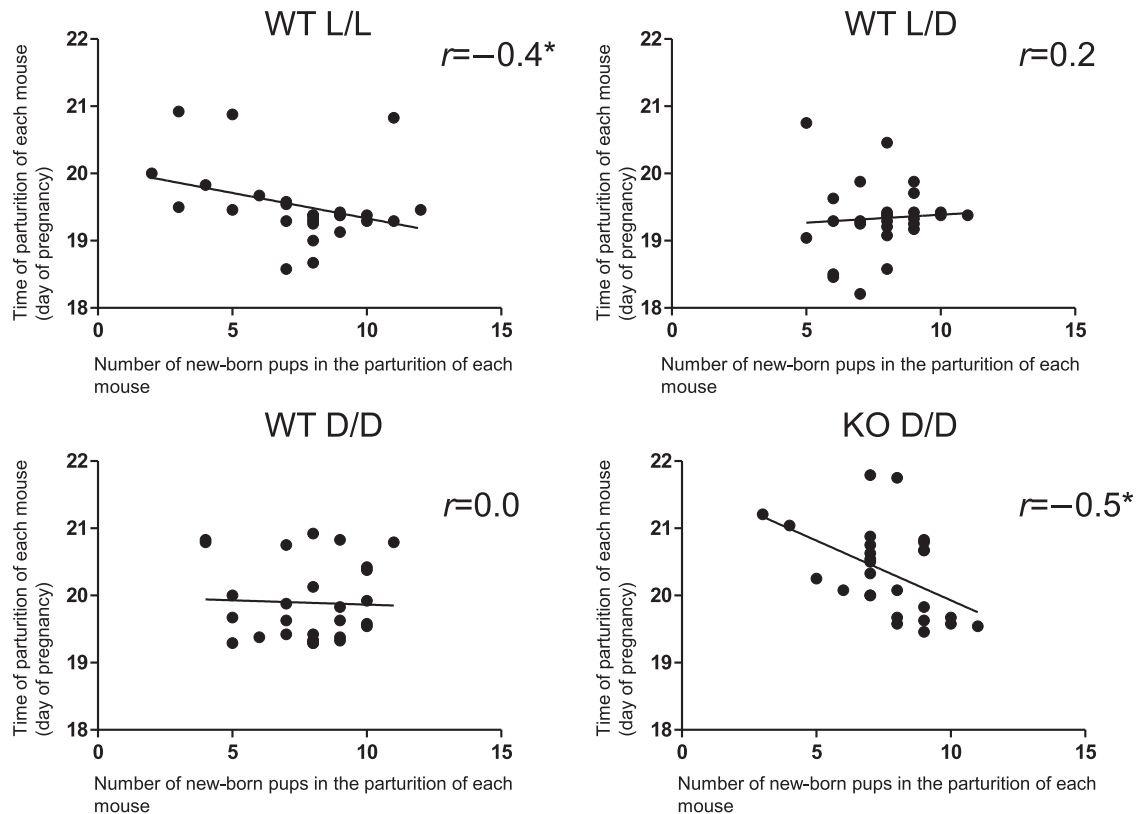 WT L/L
r=−0.4*
22
21
20
19
18
0
5
10
15
Time of parturition of each mouse
(day of pregnancy)
Number of new-born pups in the parturition of each
mouse
WT L/D
r=0.2
22
21
20
19
18
0
5
10
15
Time of parturition of each mouse
(day of pregnancy)
Number of new-born pups in the parturition of each
mouse
WT D/D
r=0.0
22
21
20
19
18
0
5
10
15
Time of parturition of each mouse
(day of pregnancy)
Number of new-born pups in the parturition of each
mouse
KO D/D
r=−0.5*
22
21
20
19
18
0
5
10
15
Time of parturition of each mouse
(day of pregnancy)
Number of new-born pups in the parturition of each
mouse